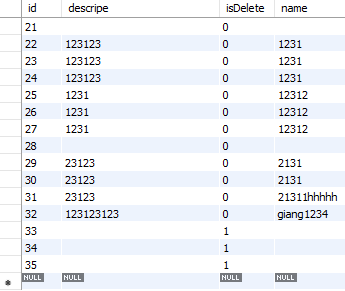 id descripe isDelete name
21 0
22 123123 0 1231
23 123123 0 1231
24 123123 0 1231
25 1231 0 12312
26 1231 0 12312
27 1231 0 12312
28 0
29 23123 0 2131
30 23123 0 2131
31 23123 0 21311hhhhh
32 123123123 0 giang1234
33 1
34 1
35 1
NULL NULL NULL NULL